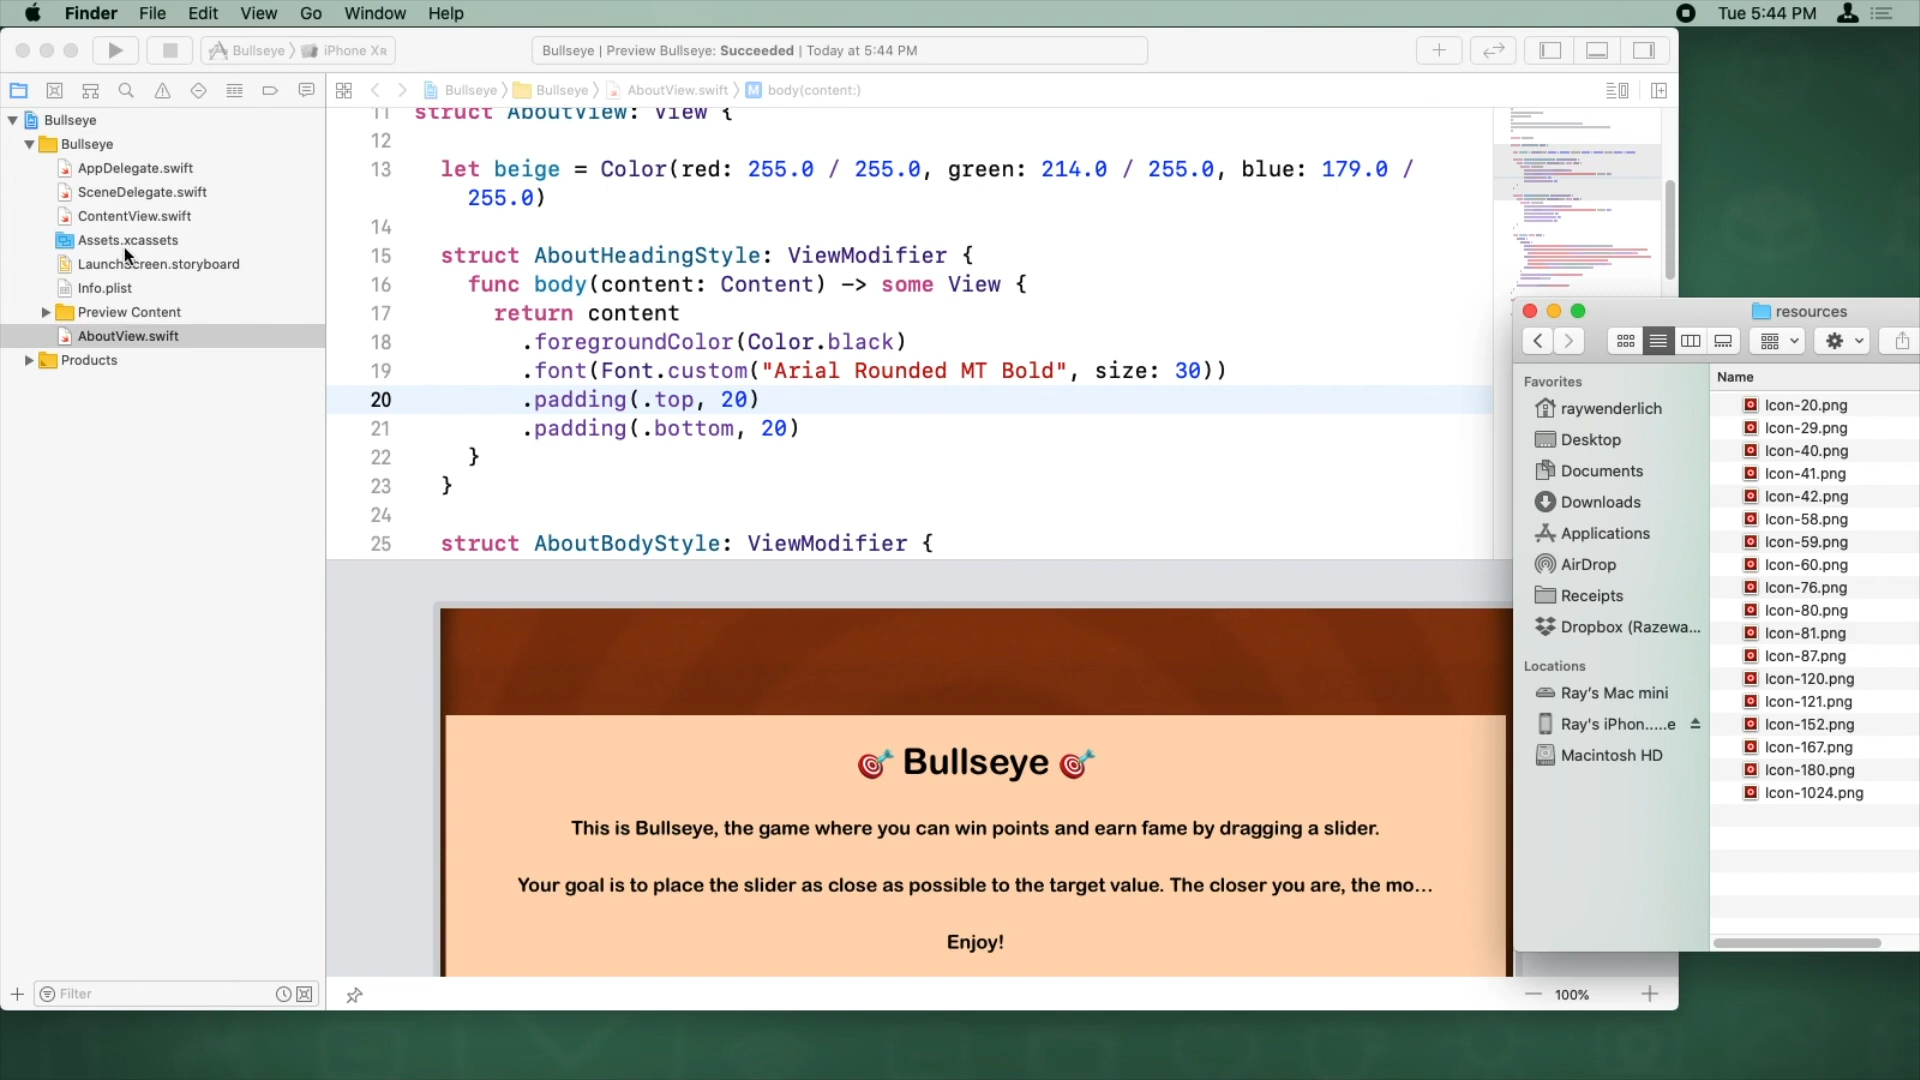 Finder File Edit View Go Window Help
Tue 5:44 PM
Bullseye iPhone XR
Bullseye | Preview Bullseye: Succeeded | Today at 5:44 PM
Bullseye Bullseye AboutView.swift M body(content:)
Bullseye
Bullseye
AppDelegate.swift
SceneDelegate.swift
ContentView.swift
Assets.xcassets
LaunchScreen.storyboard
Info.plist
Preview Content
AboutView.swift
Products
Filter
11 struct AboutView: View {
12
13 let beige = Color(red: 255.0 / 255.0, green: 214.0 / 255.0, blue: 179.0 /
255.0)
14
15 struct AboutHeadingStyle: ViewModifier {
16 func body(content: Content) -> some View {
17 return content
18 .foregroundColor(Color.black)
19 .font(Font.custom("Arial Rounded MT Bold", size: 30))
20 .padding(.top, 20)
21 .padding(.bottom, 20)
22 }
23 }
24
25 struct AboutBodyStyle: ViewModifier {
🎯 Bullseye 🎯
This is Bullseye, the game where you can win points and earn fame by dragging a slider.
Your goal is to place the slider as close as possible to the target value. The closer you are, the mo...
Enjoy!
100%
resources
Favorites
raywenderlich
Desktop
Documents
Downloads
Applications
AirDrop
Receipts
Dropbox (Razewa...
Locations
Ray's Mac mini
Ray's iPhon.....e
Macintosh HD
Name
Icon-20.png
Icon-29.png
Icon-40.png
Icon-41.png
Icon-42.png
Icon-58.png
Icon-59.png
Icon-60.png
Icon-76.png
Icon-80.png
Icon-81.png
Icon-87.png
Icon-120.png
Icon-121.png
Icon-152.png
Icon-167.png
Icon-180.png
Icon-1024.png